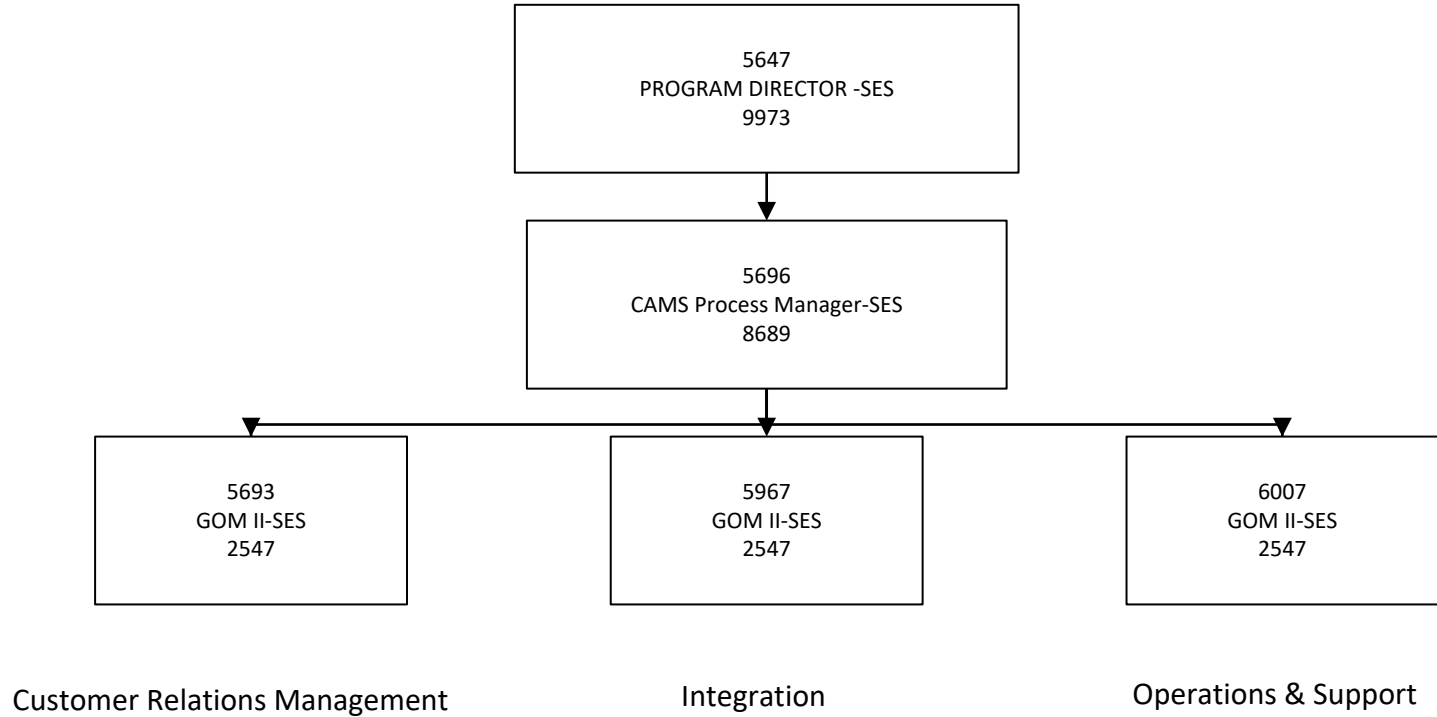 5647
PROGRAM DIRECTOR -SES
9973
5696
CAMS Process Manager-SES
8689
5693
GOM II-SES
2547
5967
GOM II-SES
2547
6007
GOM II-SES
2547
Customer Relations Management
Integration
Operations & Support